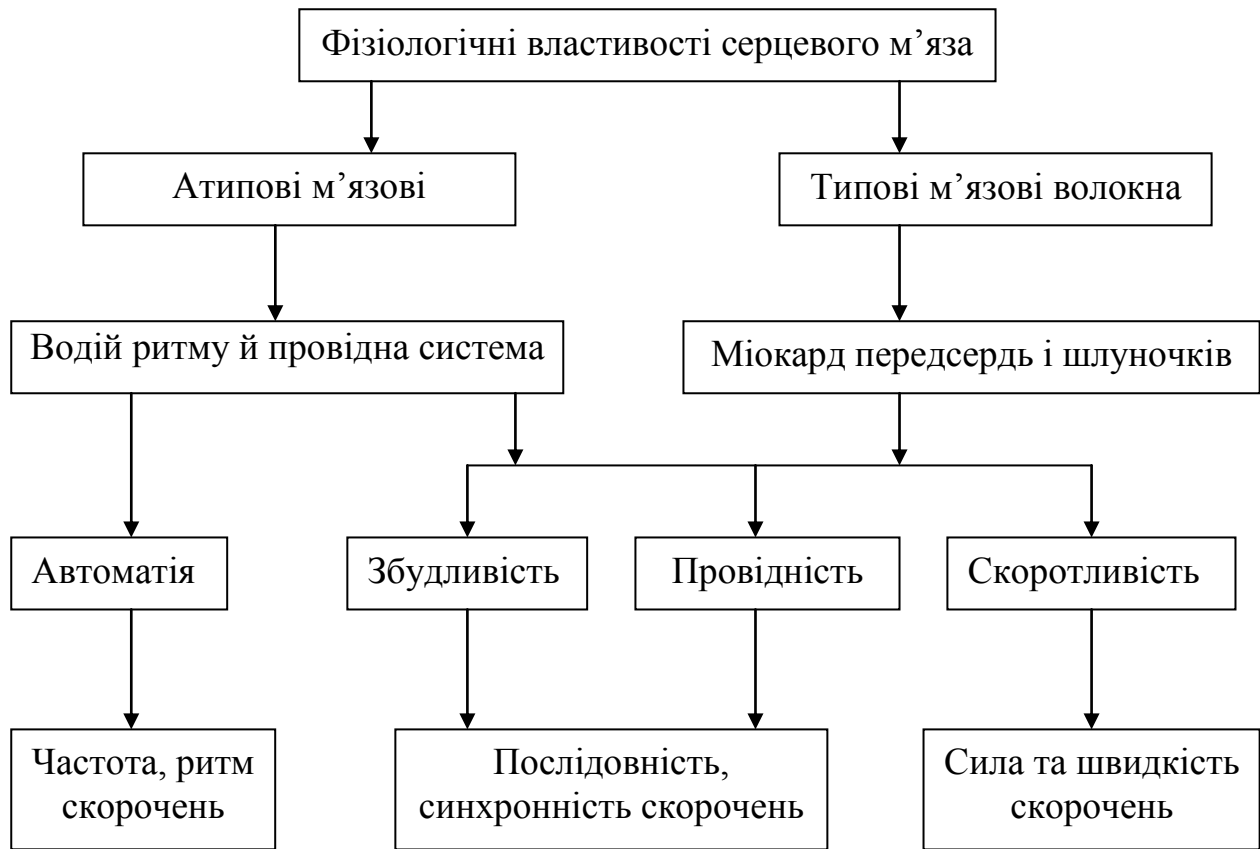 Фізіологічні властивості серцевого м’яза
Атипові м’язові
Типові м’язові волокна
Водій ритму й провідна система
Міокард передсердь і шлуночків
Автоматія
Збудливість
Провідність
Скоротливість
Частота, ритм
скорочень
Послідовність,
синхронність скорочень
Сила та швидкість
скорочень